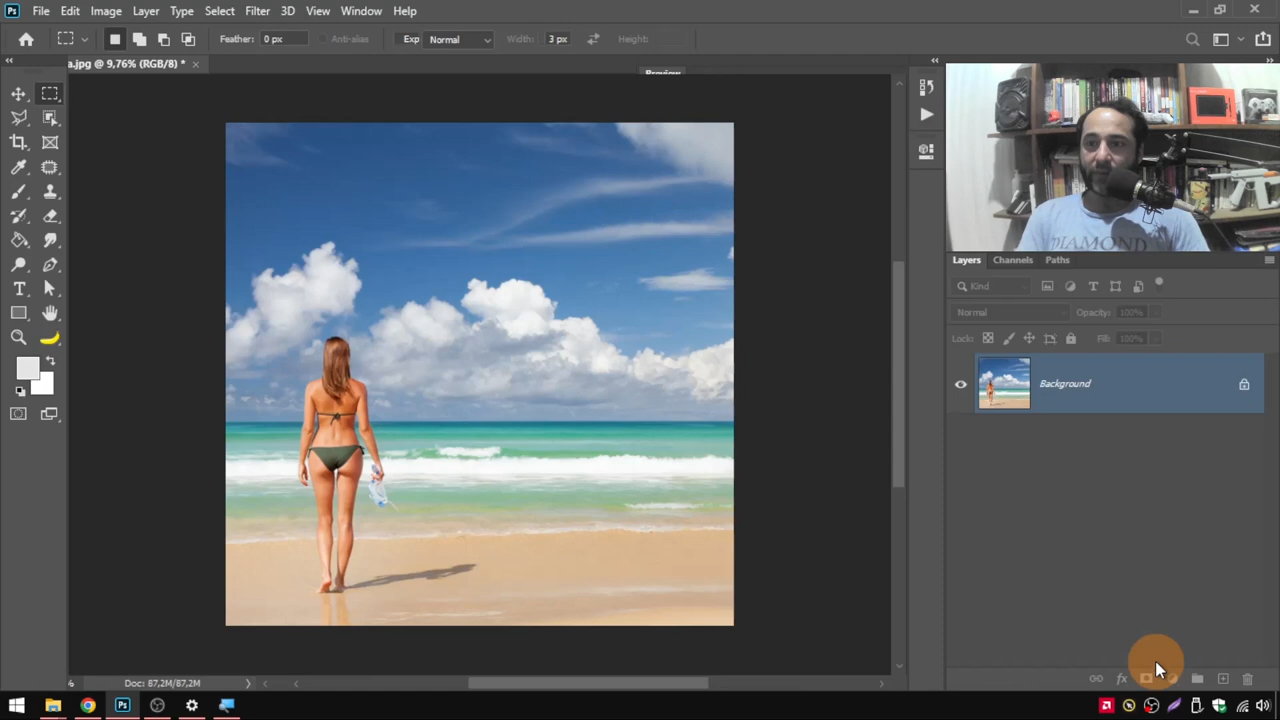 Ps File Edit Image Layer Type Select Filter 3D View Window Help
Feather: 0 px Anti-alias Exp Normal Width: 3 px Height:
a.jpg @ 9,76% (RGB/8) * ×
Preview
DIAMOND
Layers Channels Paths
Kind
Normal Opacity: 100%
Lock: Fill: 100%
Background
% Doc: 87,2M/87,2M
Ps